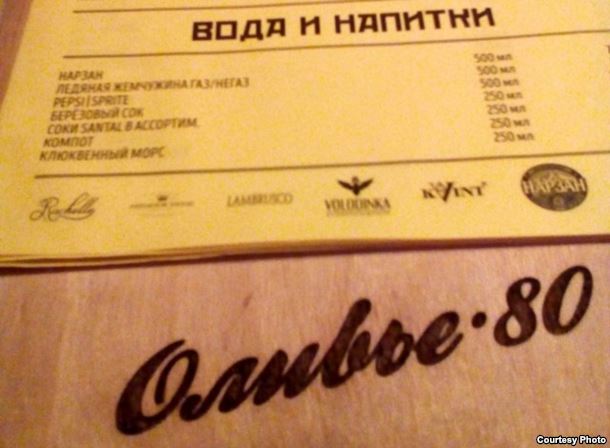 ВОДА И НАПИТКИ
НАРЗАН 500 МЛ
ЛЕДЯНАЯ ЖЕМЧУЖИНА ГАЗ/НЕГАЗ 500 МЛ
PEPSI | SPRITE 500 МЛ
БЕРЁЗОВЫЙ СОК 250 МЛ
СОКИ SANTAL В АССОРТИМ. 250 МЛ
КОМПОТ 250 МЛ
КЛЮКВЕННЫЙ МОРС 250 МЛ
Rachelle LAMBRUSCO VOLODINKA KVINT НАРЗАН
Оливье·80
Courtesy Photo